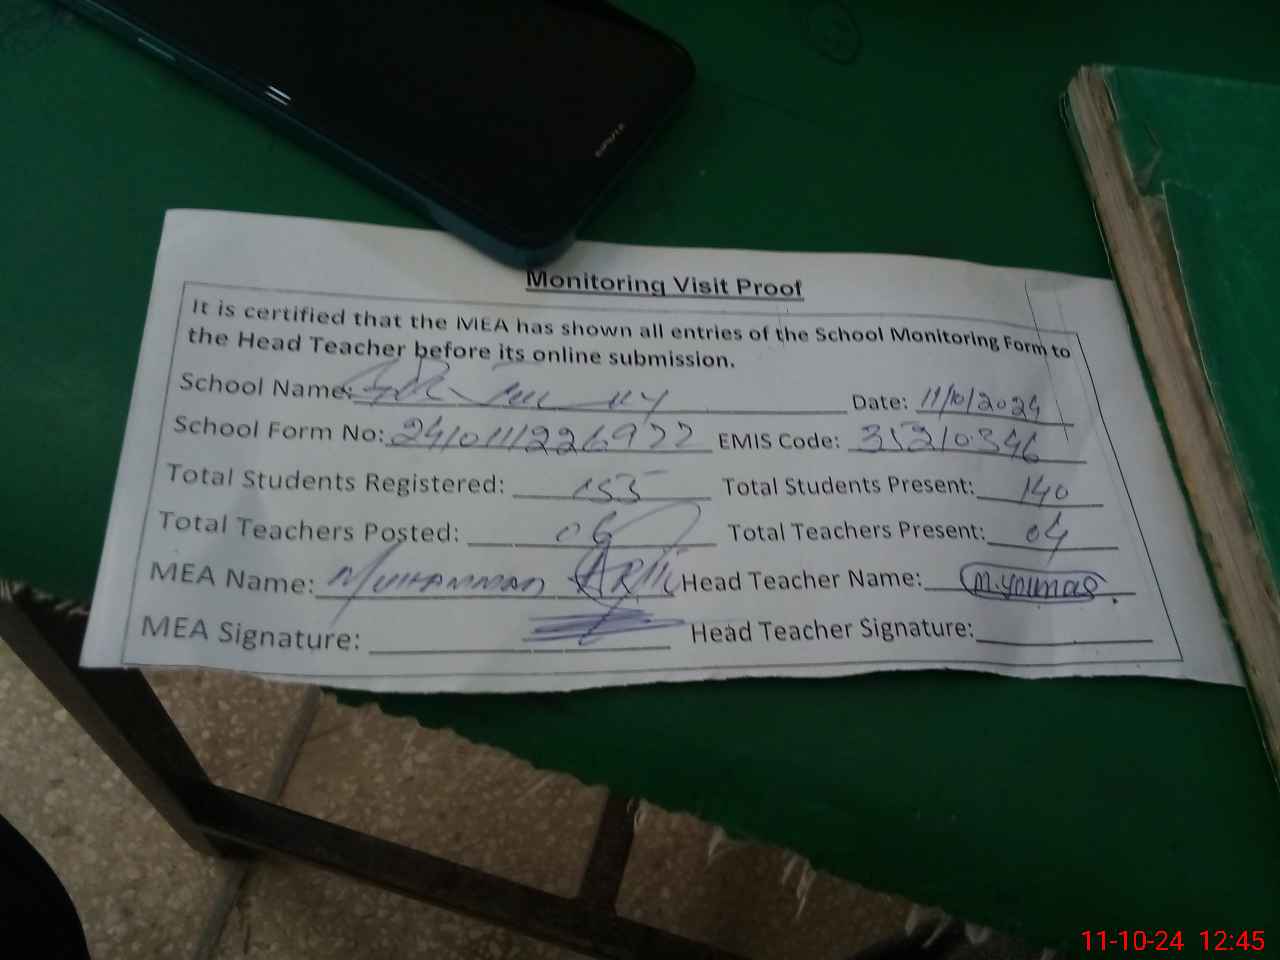 Monitoring Visit Proof
It is certified that the MEA has shown all entries of the School Monitoring Form to
the Head Teacher before its online submission.
School Name: Date: 11/10/2024
School Form No: EMIS Code: 35210346
Total Students Registered: 155 Total Students Present: 140
Total Teachers Posted: 06 Total Teachers Present: 04
MEA Name: MUHAMMAD Head Teacher Name: M.Younas
MEA Signature: Head Teacher Signature:
11-10-24 12:45